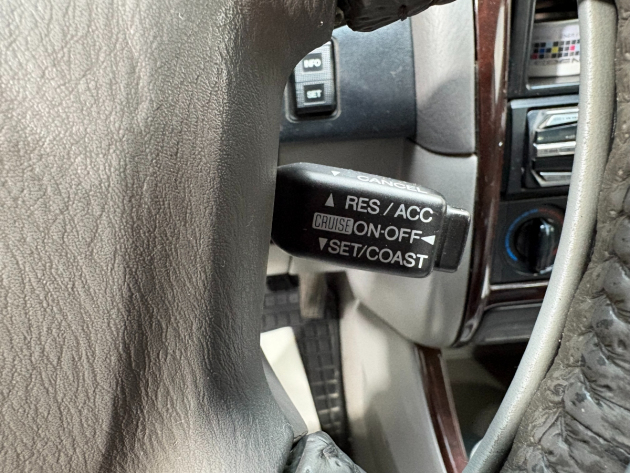 INFO
SET
▼ CANCEL
▲ RES / ACC
CRUISE ON-OFF ◄
▼ SET/COAST